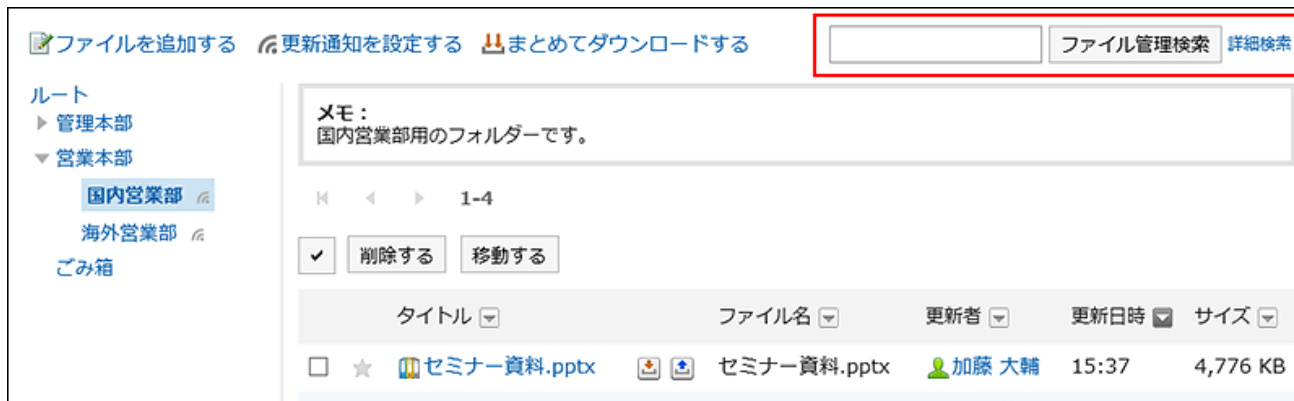 ファイルを追加する 更新通知を設定する まとめてダウンロードする ファイル管理検索 詳細検索
ルート
管理本部
営業本部
国内営業部
海外営業部
ごみ箱
メモ：
国内営業部用のフォルダーです。
1-4
削除する 移動する
タイトル ファイル名 更新者 更新日時 サイズ
セミナー資料.pptx セミナー資料.pptx 加藤 大輔 15:37 4,776 KB